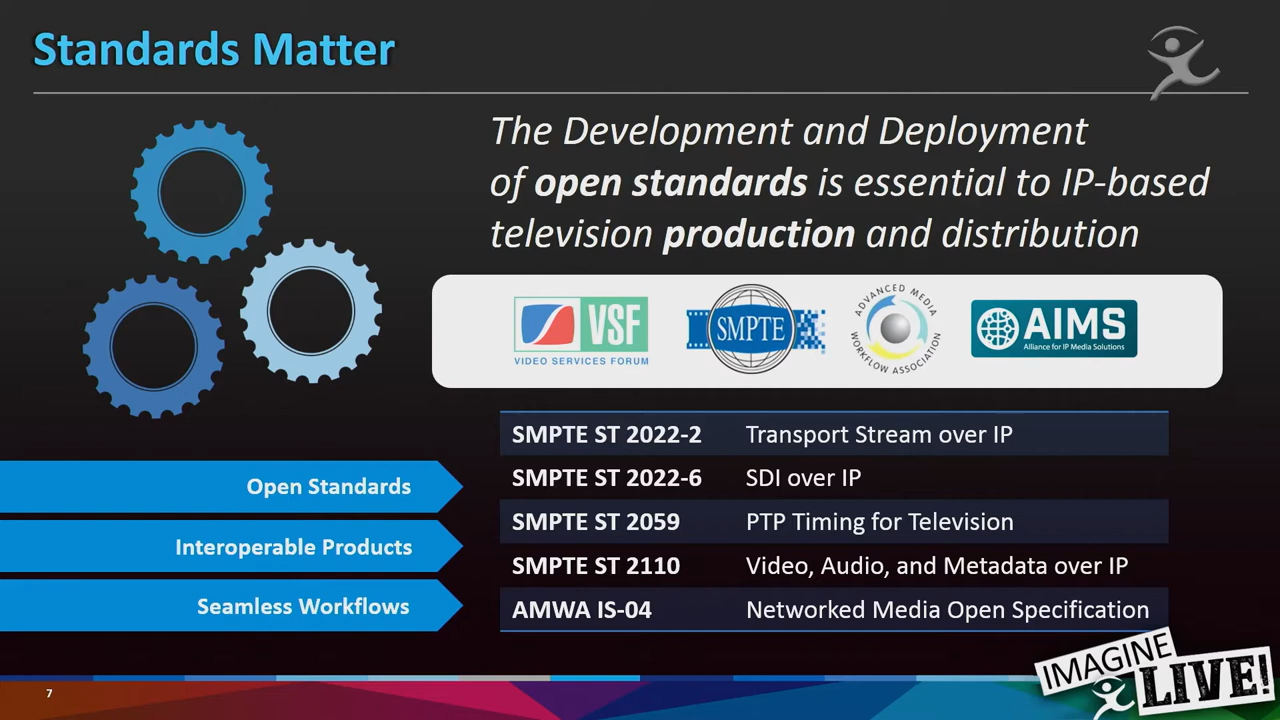 Standards Matter
The Development and Deployment
of open standards is essential to IP-based
television production and distribution
VSF
VIDEO SERVICES FORUM
SMPTE
ADVANCED MEDIA
WORKFLOW ASSOCIATION
AIMS
Alliance for IP Media Solutions
Open Standards
Interoperable Products
Seamless Workflows
SMPTE ST 2022-2 Transport Stream over IP
SMPTE ST 2022-6 SDI over IP
SMPTE ST 2059 PTP Timing for Television
SMPTE ST 2110 Video, Audio, and Metadata over IP
AMWA IS-04 Networked Media Open Specification
7
IMAGINE
LIVE!